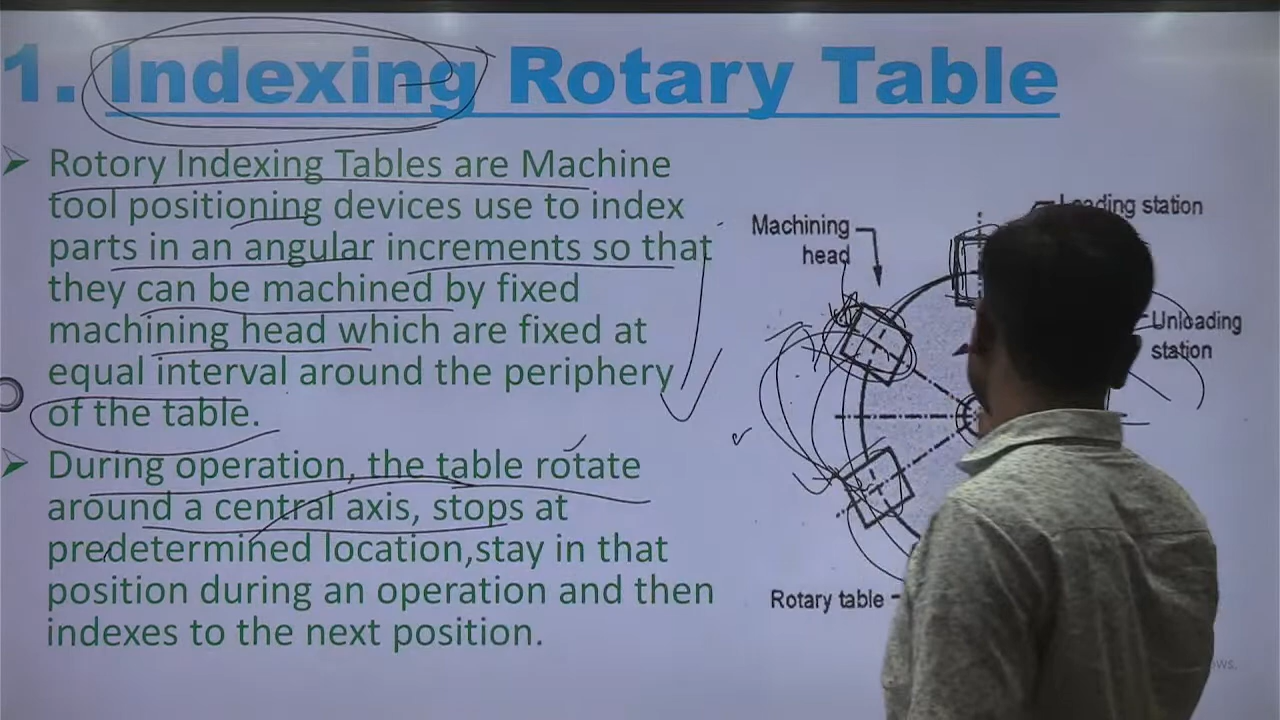 1. Indexing Rotary Table
Rotory Indexing Tables are Machine
tool positioning devices use to index
parts in an angular increments so that
they can be machined by fixed
machining head which are fixed at
equal interval around the periphery
of the table.
During operation, the table rotate
around a central axis, stops at
predetermined location,stay in that
position during an operation and then
indexes to the next position.
Loading station
Machining
head
Unloading
station
Rotary table